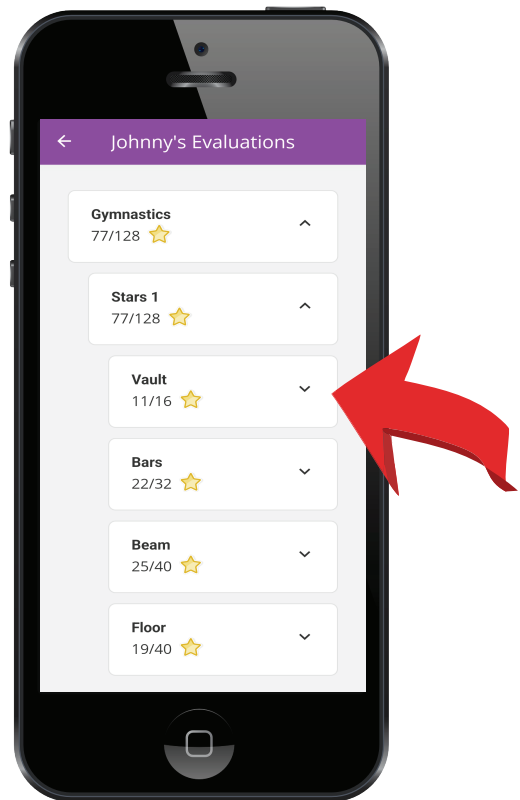 Johnny's Evaluations
Gymnastics
77/128
Stars 1
77/128
Vault
11/16
Bars
22/32
Beam
25/40
Floor
19/40